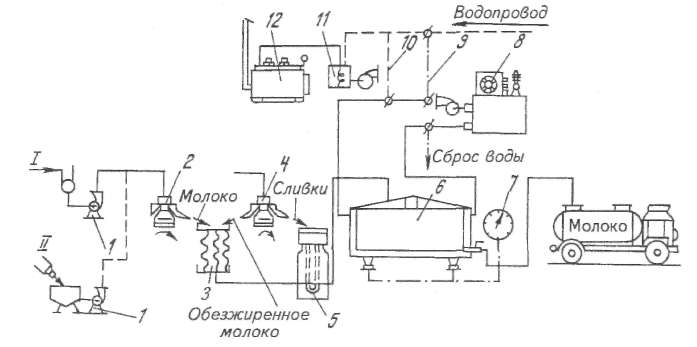 Водопровод
12
11
10
9
8
Сброс воды
I
2
4
Молоко
Сливки
6
7
Молоко
1
II
3
5
1
Обезжиренное
молоко